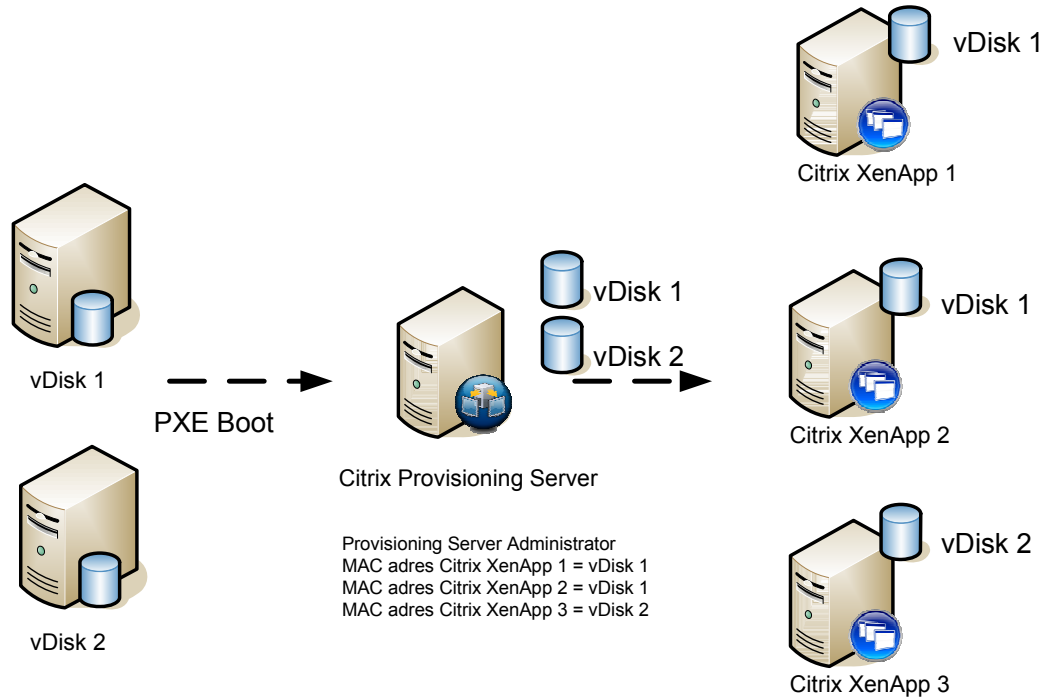 vDisk 1
Citrix XenApp 1
vDisk 1
PXE Boot
vDisk 2
Citrix Provisioning Server
vDisk 1
vDisk 2
Provisioning Server Administrator
MAC adres Citrix XenApp 1 = vDisk 1
MAC adres Citrix XenApp 2 = vDisk 1
MAC adres Citrix XenApp 3 = vDisk 2
vDisk 1
Citrix XenApp 2
vDisk 2
Citrix XenApp 3